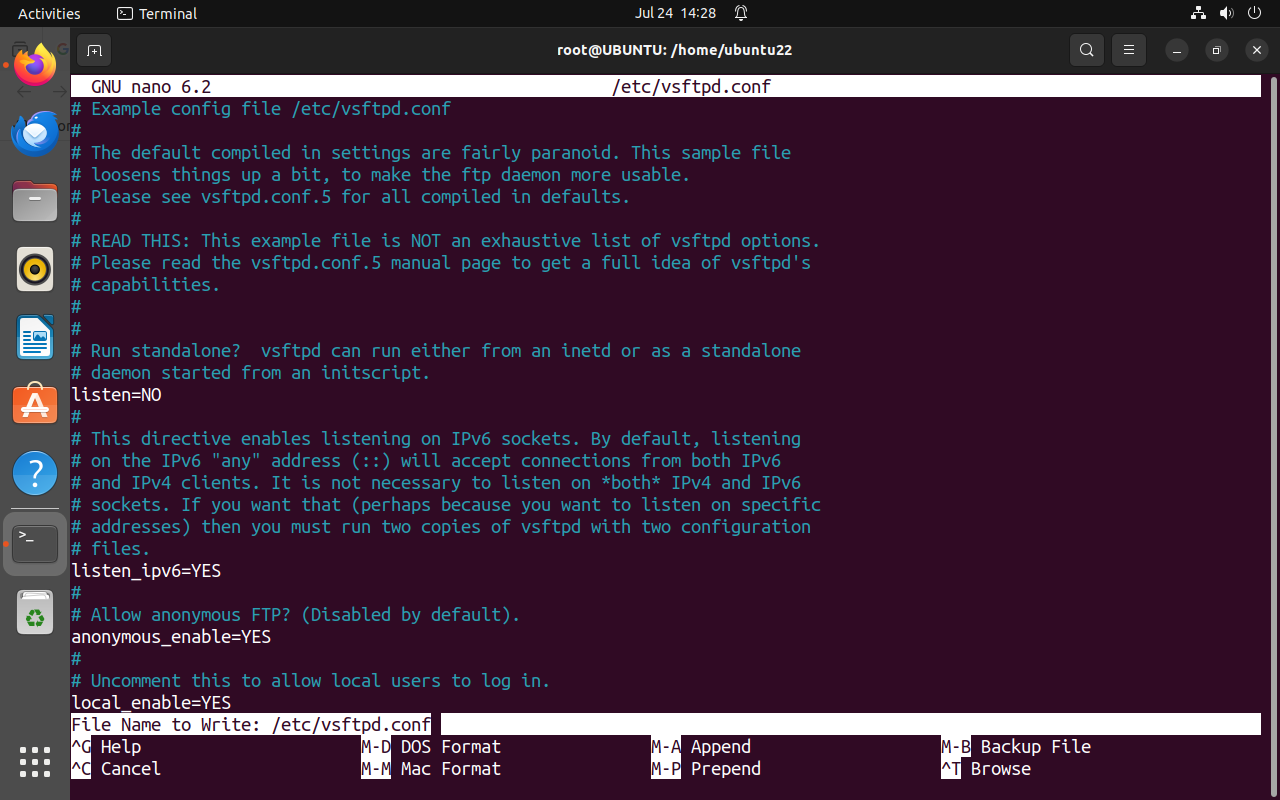 Activities Terminal Jul 24 14:28
root@UBUNTU: /home/ubuntu22
GNU nano 6.2 /etc/vsftpd.conf
# Example config file /etc/vsftpd.conf
#
# The default compiled in settings are fairly paranoid. This sample file
# loosens things up a bit, to make the ftp daemon more usable.
# Please see vsftpd.conf.5 for all compiled in defaults.
#
# READ THIS: This example file is NOT an exhaustive list of vsftpd options.
# Please read the vsftpd.conf.5 manual page to get a full idea of vsftpd's
# capabilities.
#
#
# Run standalone?  vsftpd can run either from an inetd or as a standalone
# daemon started from an initscript.
listen=NO
#
# This directive enables listening on IPv6 sockets. By default, listening
# on the IPv6 "any" address (::) will accept connections from both IPv6
# and IPv4 clients. It is not necessary to listen on *both* IPv4 and IPv6
# sockets. If you want that (perhaps because you want to listen on specific
# addresses) then you must run two copies of vsftpd with two configuration
# files.
listen_ipv6=YES
#
# Allow anonymous FTP? (Disabled by default).
anonymous_enable=YES
#
# Uncomment this to allow local users to log in.
local_enable=YES
File Name to Write: /etc/vsftpd.conf
^G Help M-D DOS Format M-A Append M-B Backup File
^C Cancel M-M Mac Format M-P Prepend ^T Browse